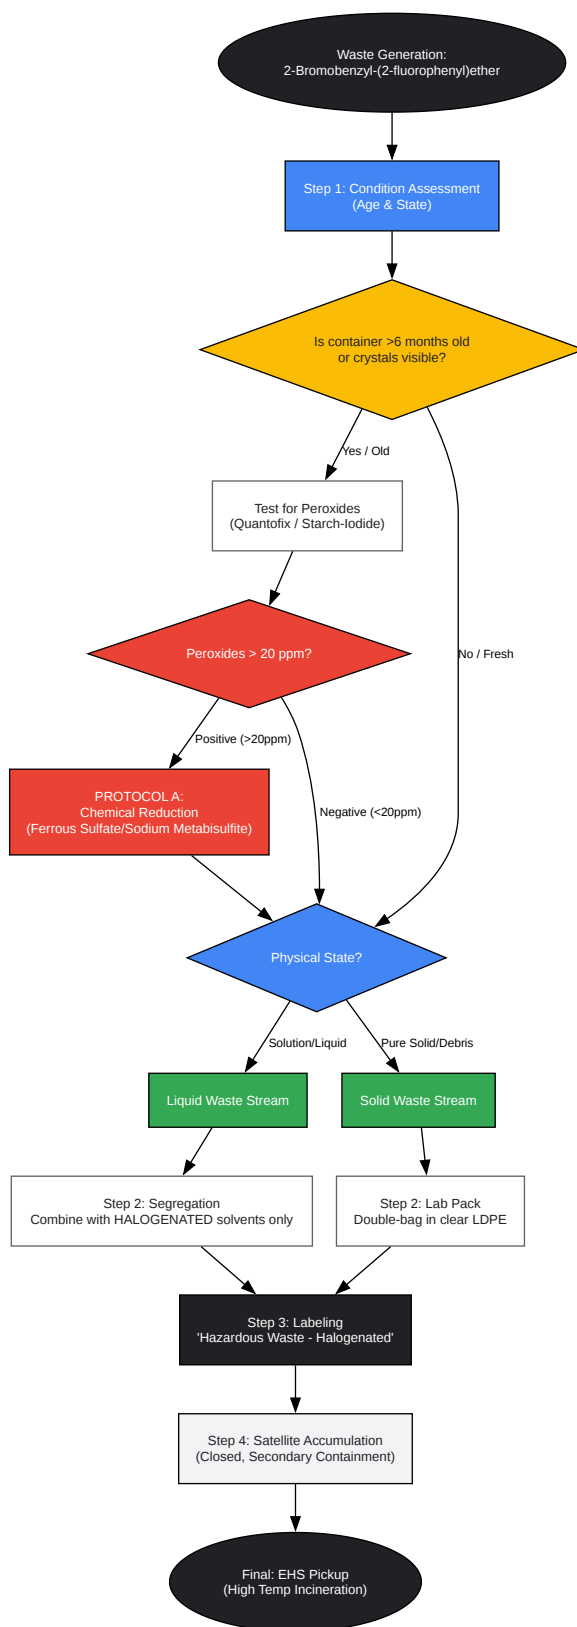 Waste Generation:
2-Bromobenzyl-(2-fluorophenyl)ether
Step 1: Condition Assessment
(Age & State)
Is container >6 months old
or crystals visible?
Yes / Old
Test for Peroxides
(Quantofix / Starch-Iodide)
Peroxides > 20 ppm?
No / Fresh
Positive (>20ppm)
PROTOCOL A:
Chemical Reduction
(Ferrous Sulfate/Sodium Metabisulfite)
Negative (<20ppm)
Physical State?
Solution/Liquid
Pure Solid/Debris
Liquid Waste Stream
Solid Waste Stream
Step 2: Segregation
Combine with HALOGENATED solvents only
Step 2: Lab Pack
Double-bag in clear LDPE
Step 3: Labeling
'Hazardous Waste - Halogenated'
Step 4: Satellite Accumulation
(Closed, Secondary Containment)
Final: EHS Pickup
(High Temp Incineration)